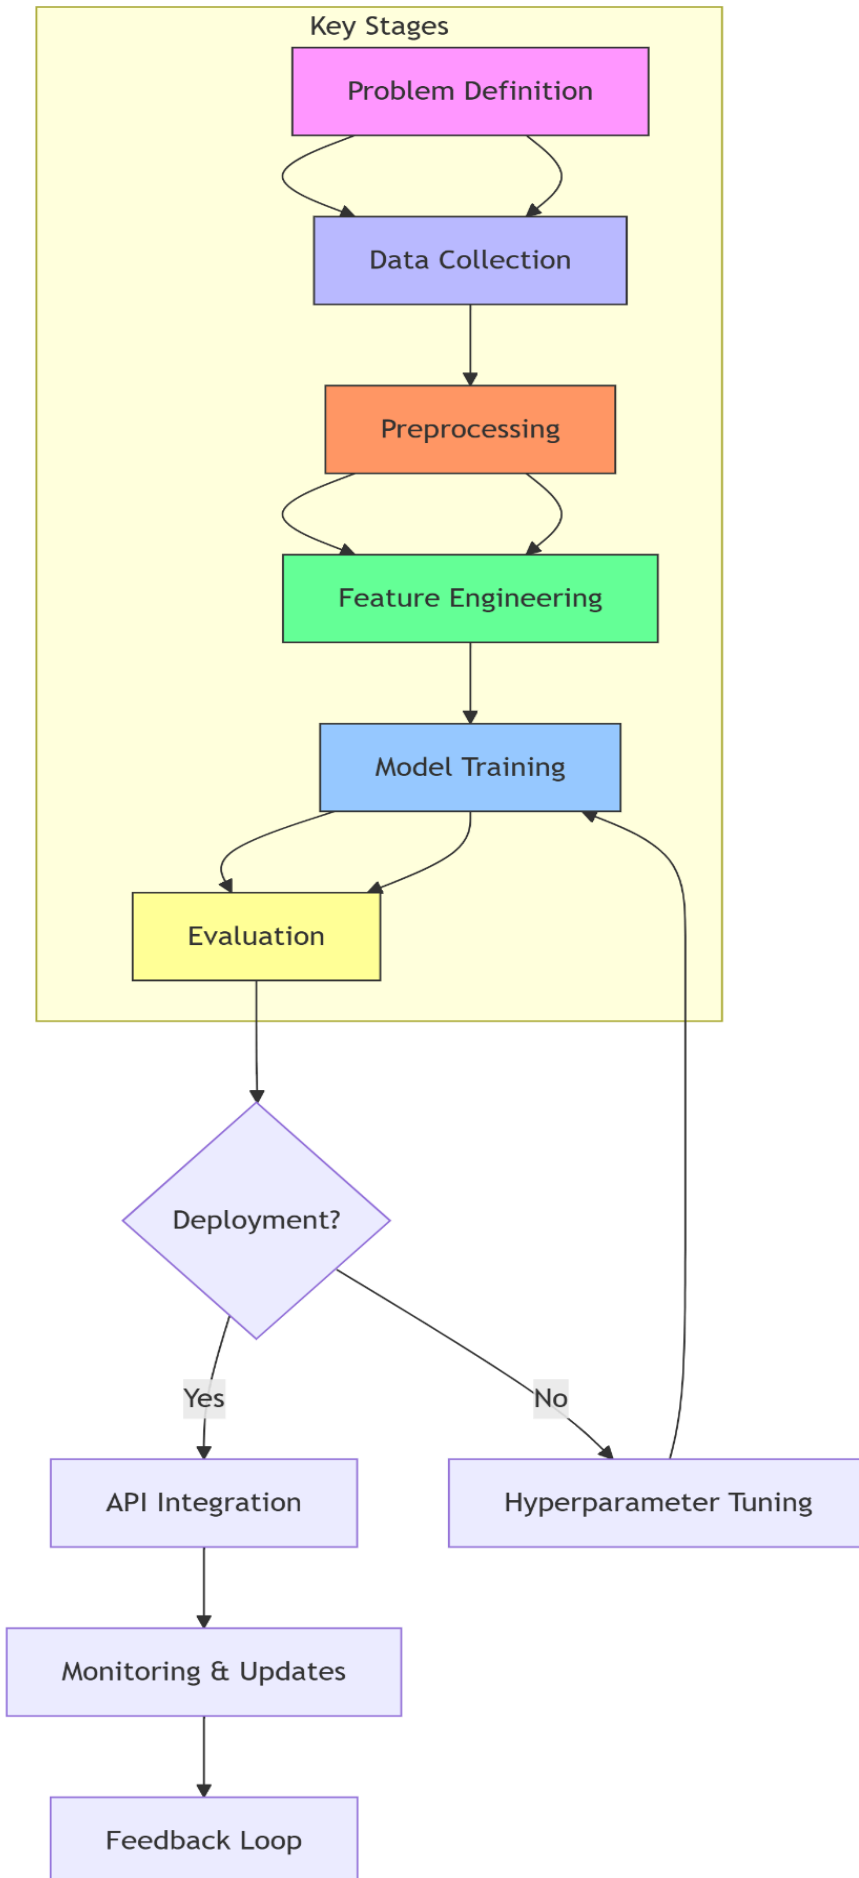 Key Stages
Problem Definition
Data Collection
Preprocessing
Feature Engineering
Model Training
Evaluation
Deployment?
Yes
No
API Integration
Hyperparameter Tuning
Monitoring & Updates
Feedback Loop